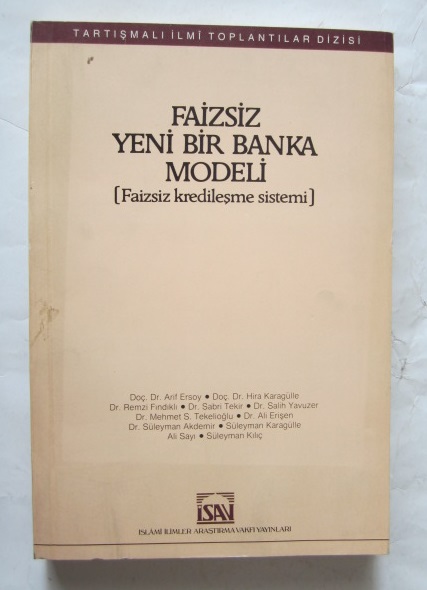 TARTIŞMALI İLMÎ TOPLANTILAR DİZİSİ
FAİZSİZ
YENİ BİR BANKA
MODELİ
(Faizsiz kredileşme sistemi)
Doç. Dr. Arif Ersoy ● Doç. Dr. Hira Karagülle
Dr. Remzi Fındıklı ● Dr. Sabri Tekir ● Dr. Salih Yavuzer
Dr. Mehmet S. Tekelioğlu ● Dr. Ali Erişen
Dr. Süleyman Akdemir ● Süleyman Karagülle
Ali Sayı ● Süleyman Kılıç
İSAV
İSLÂMÎ İLİMLER ARAŞTIRMA VAKFI YAYINLARI